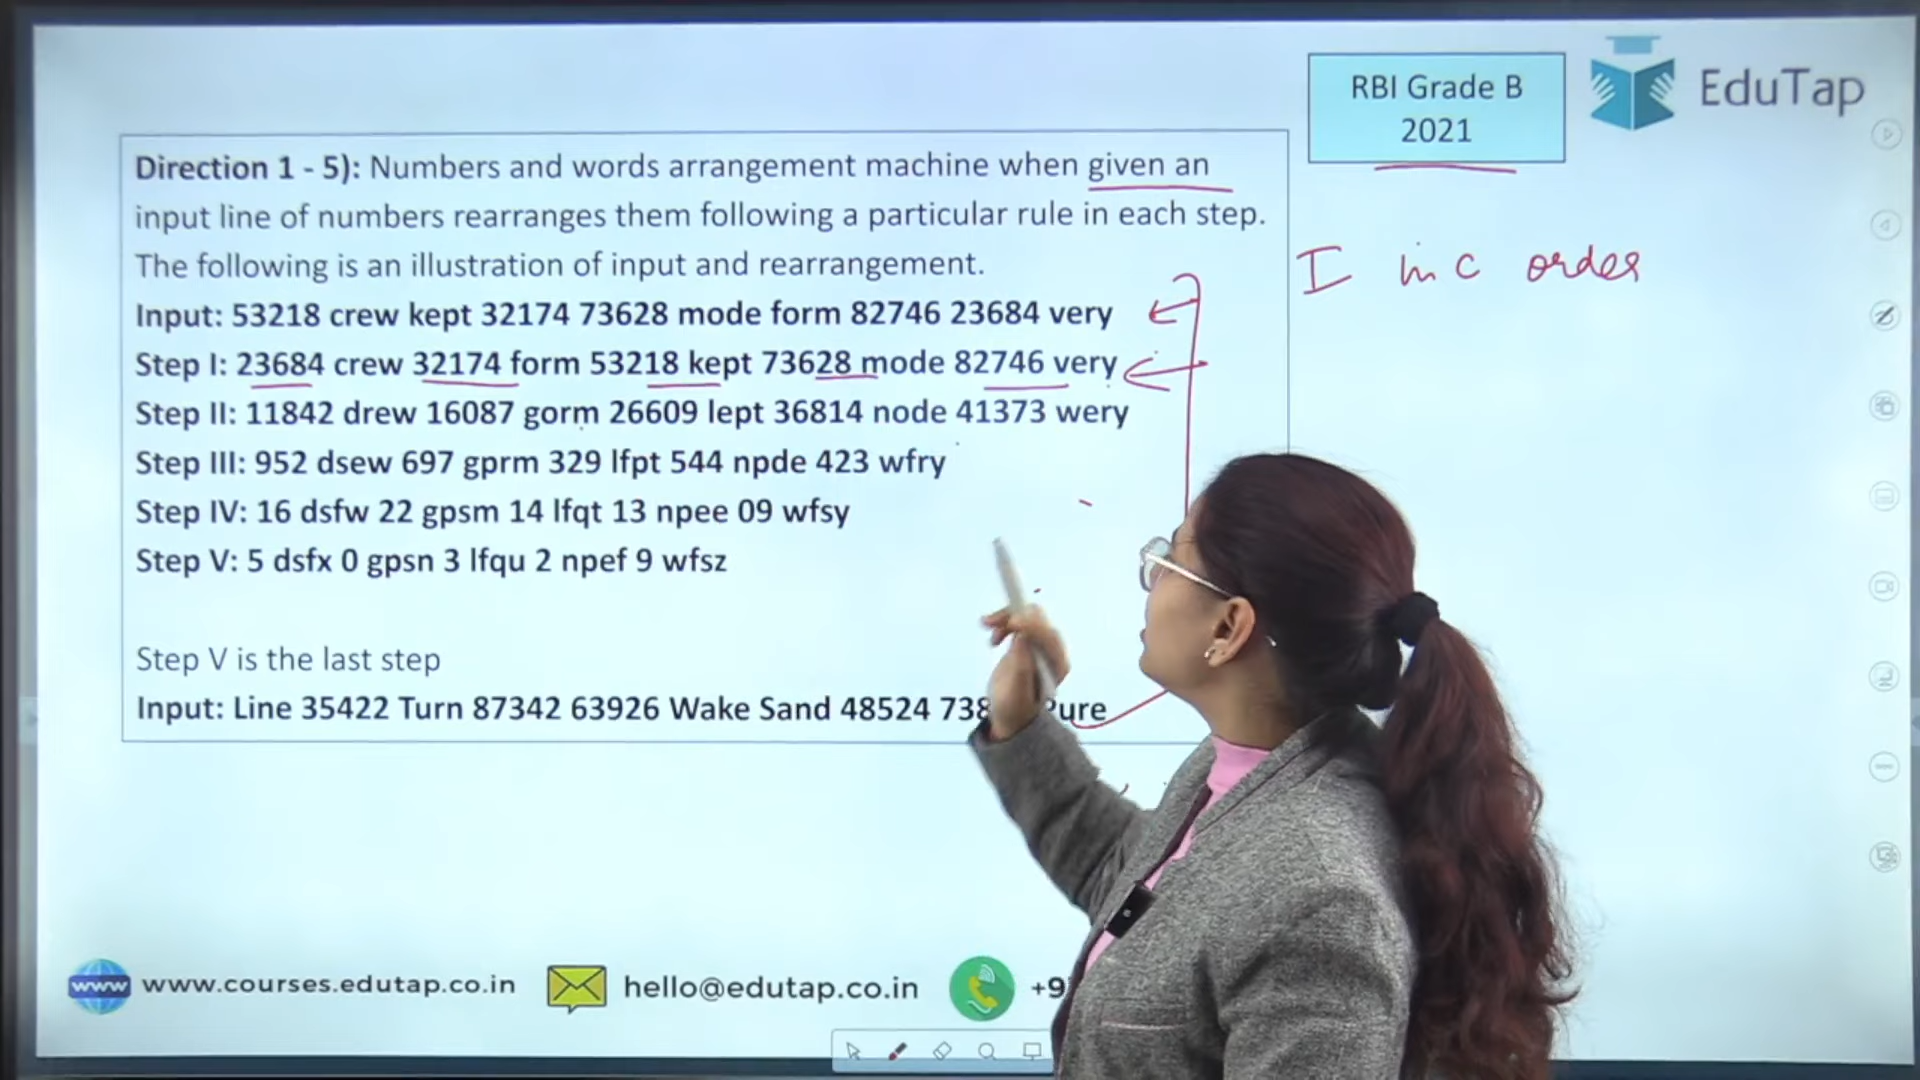 RBI Grade B
2021
EduTap
Direction 1 - 5): Numbers and words arrangement machine when given an
input line of numbers rearranges them following a particular rule in each step.
The following is an illustration of input and rearrangement.
Input: 53218 crew kept 32174 73628 mode form 82746 23684 very
Step I: 23684 crew 32174 form 53218 kept 73628 mode 82746 very
Step II: 11842 drew 16087 gorm 26609 lept 36814 node 41373 wery
Step III: 952 dsew 697 gprm 329 lfpt 544 npde 423 wfry
Step IV: 16 dsfw 22 gpsm 14 lfqt 13 npee 09 wfsy
Step V: 5 dsfx 0 gpsn 3 lfqu 2 npef 9 wfsz
Step V is the last step
Input: Line 35422 Turn 87342 63926 Wake Sand 48524
I inc order
www
www.courses.edutap.co.in
hello@edutap.co.in
+9